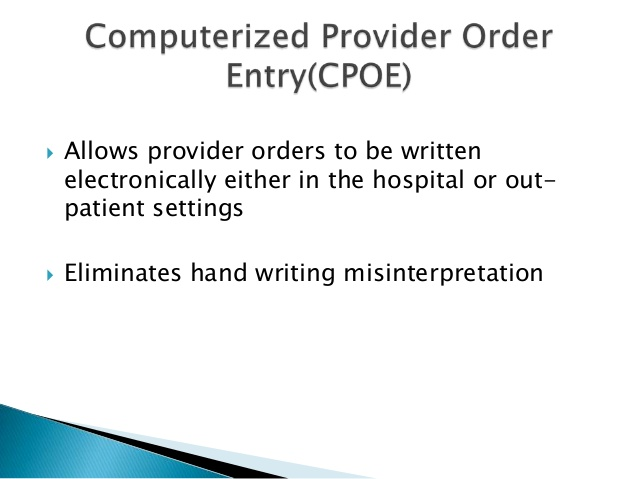 Computerized Provider Order
Entry(CPOE)
Allows provider orders to be written
electronically either in the hospital or out-
patient settings
Eliminates hand writing misinterpretation